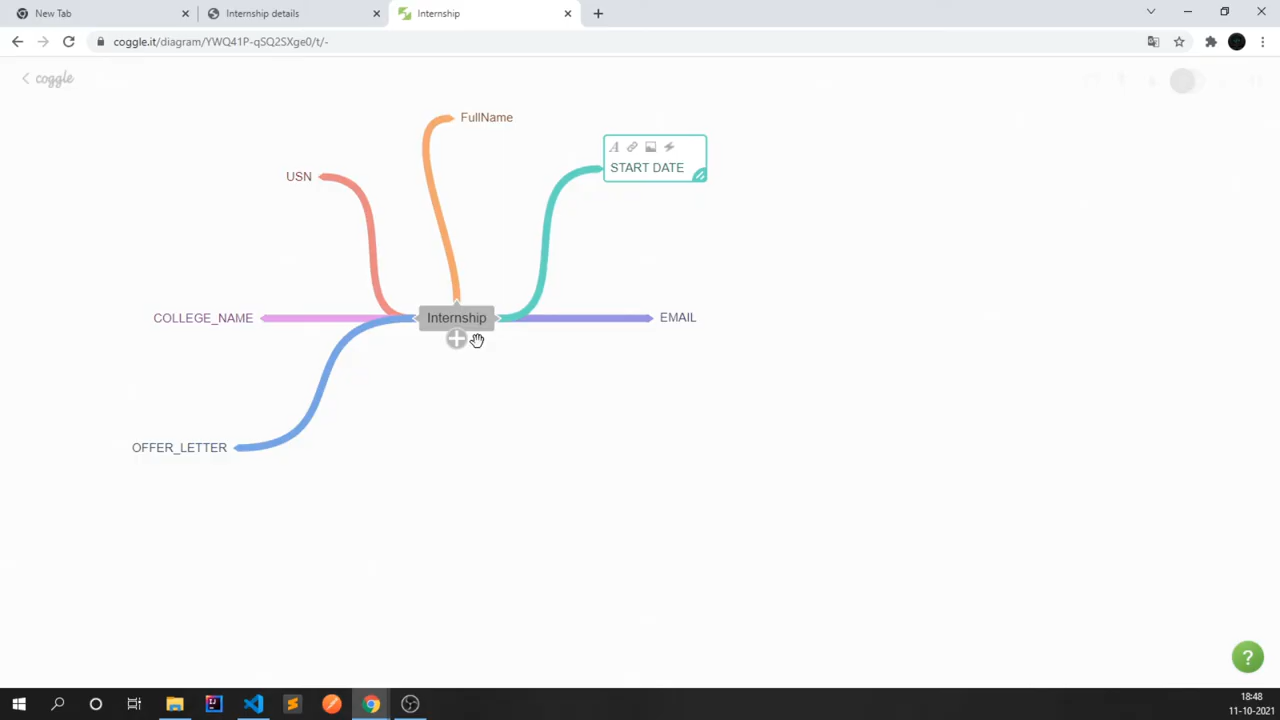 New Tab
Internship details
Internship
coggle.it/diagram/YWQ41P-qSQ2SXge0/t/-
coggle
FullName
START DATE
USN
COLLEGE_NAME
Internship
EMAIL
OFFER_LETTER
?
18:48
11-10-2021